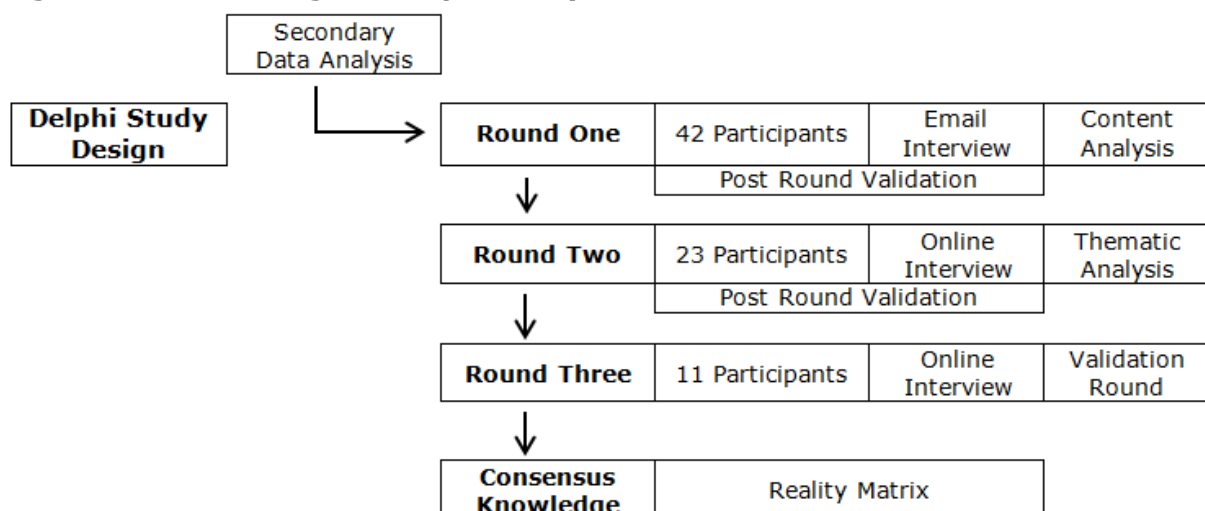 Secondary
Data Analysis
Delphi Study
Design
Round One
42 Participants
Email
Interview
Content
Analysis
Post Round Validation
Round Two
23 Participants
Online
Interview
Thematic
Analysis
Post Round Validation
Round Three
11 Participants
Online
Interview
Validation
Round
Consensus
Knowledge
Reality Matrix